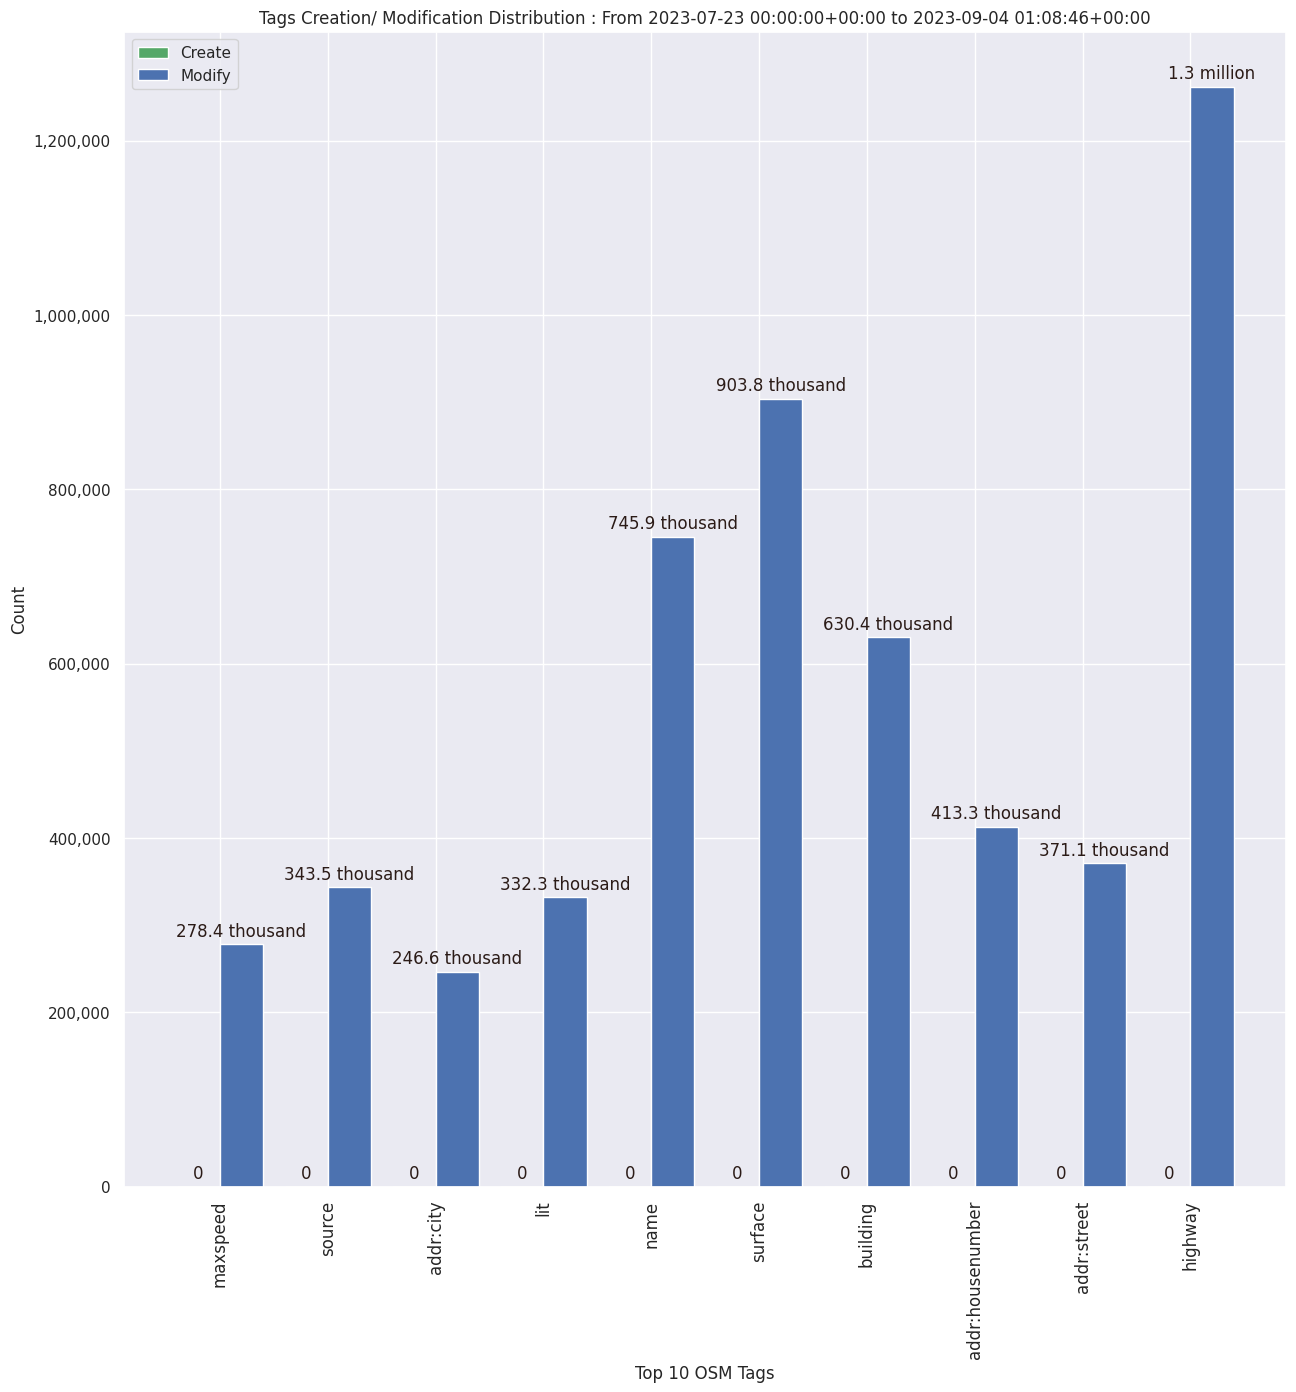 Tags Creation/ Modification Distribution : From 2023-07-23 00:00:00+00:00 to 2023-09-04 01:08:46+00:00
Create
Modify
1.3 million
1,200,000
1,000,000
903.8 thousand
800,000
745.9 thousand
630.4 thousand
600,000
Count
413.3 thousand
400,000
371.1 thousand
343.5 thousand
332.3 thousand
278.4 thousand
246.6 thousand
200,000
0 0 0 0 0 0 0 0 0 0
0
maxspeed
source
addr:city
lit
name
surface
building
addr:housenumber
addr:street
highway
Top 10 OSM Tags